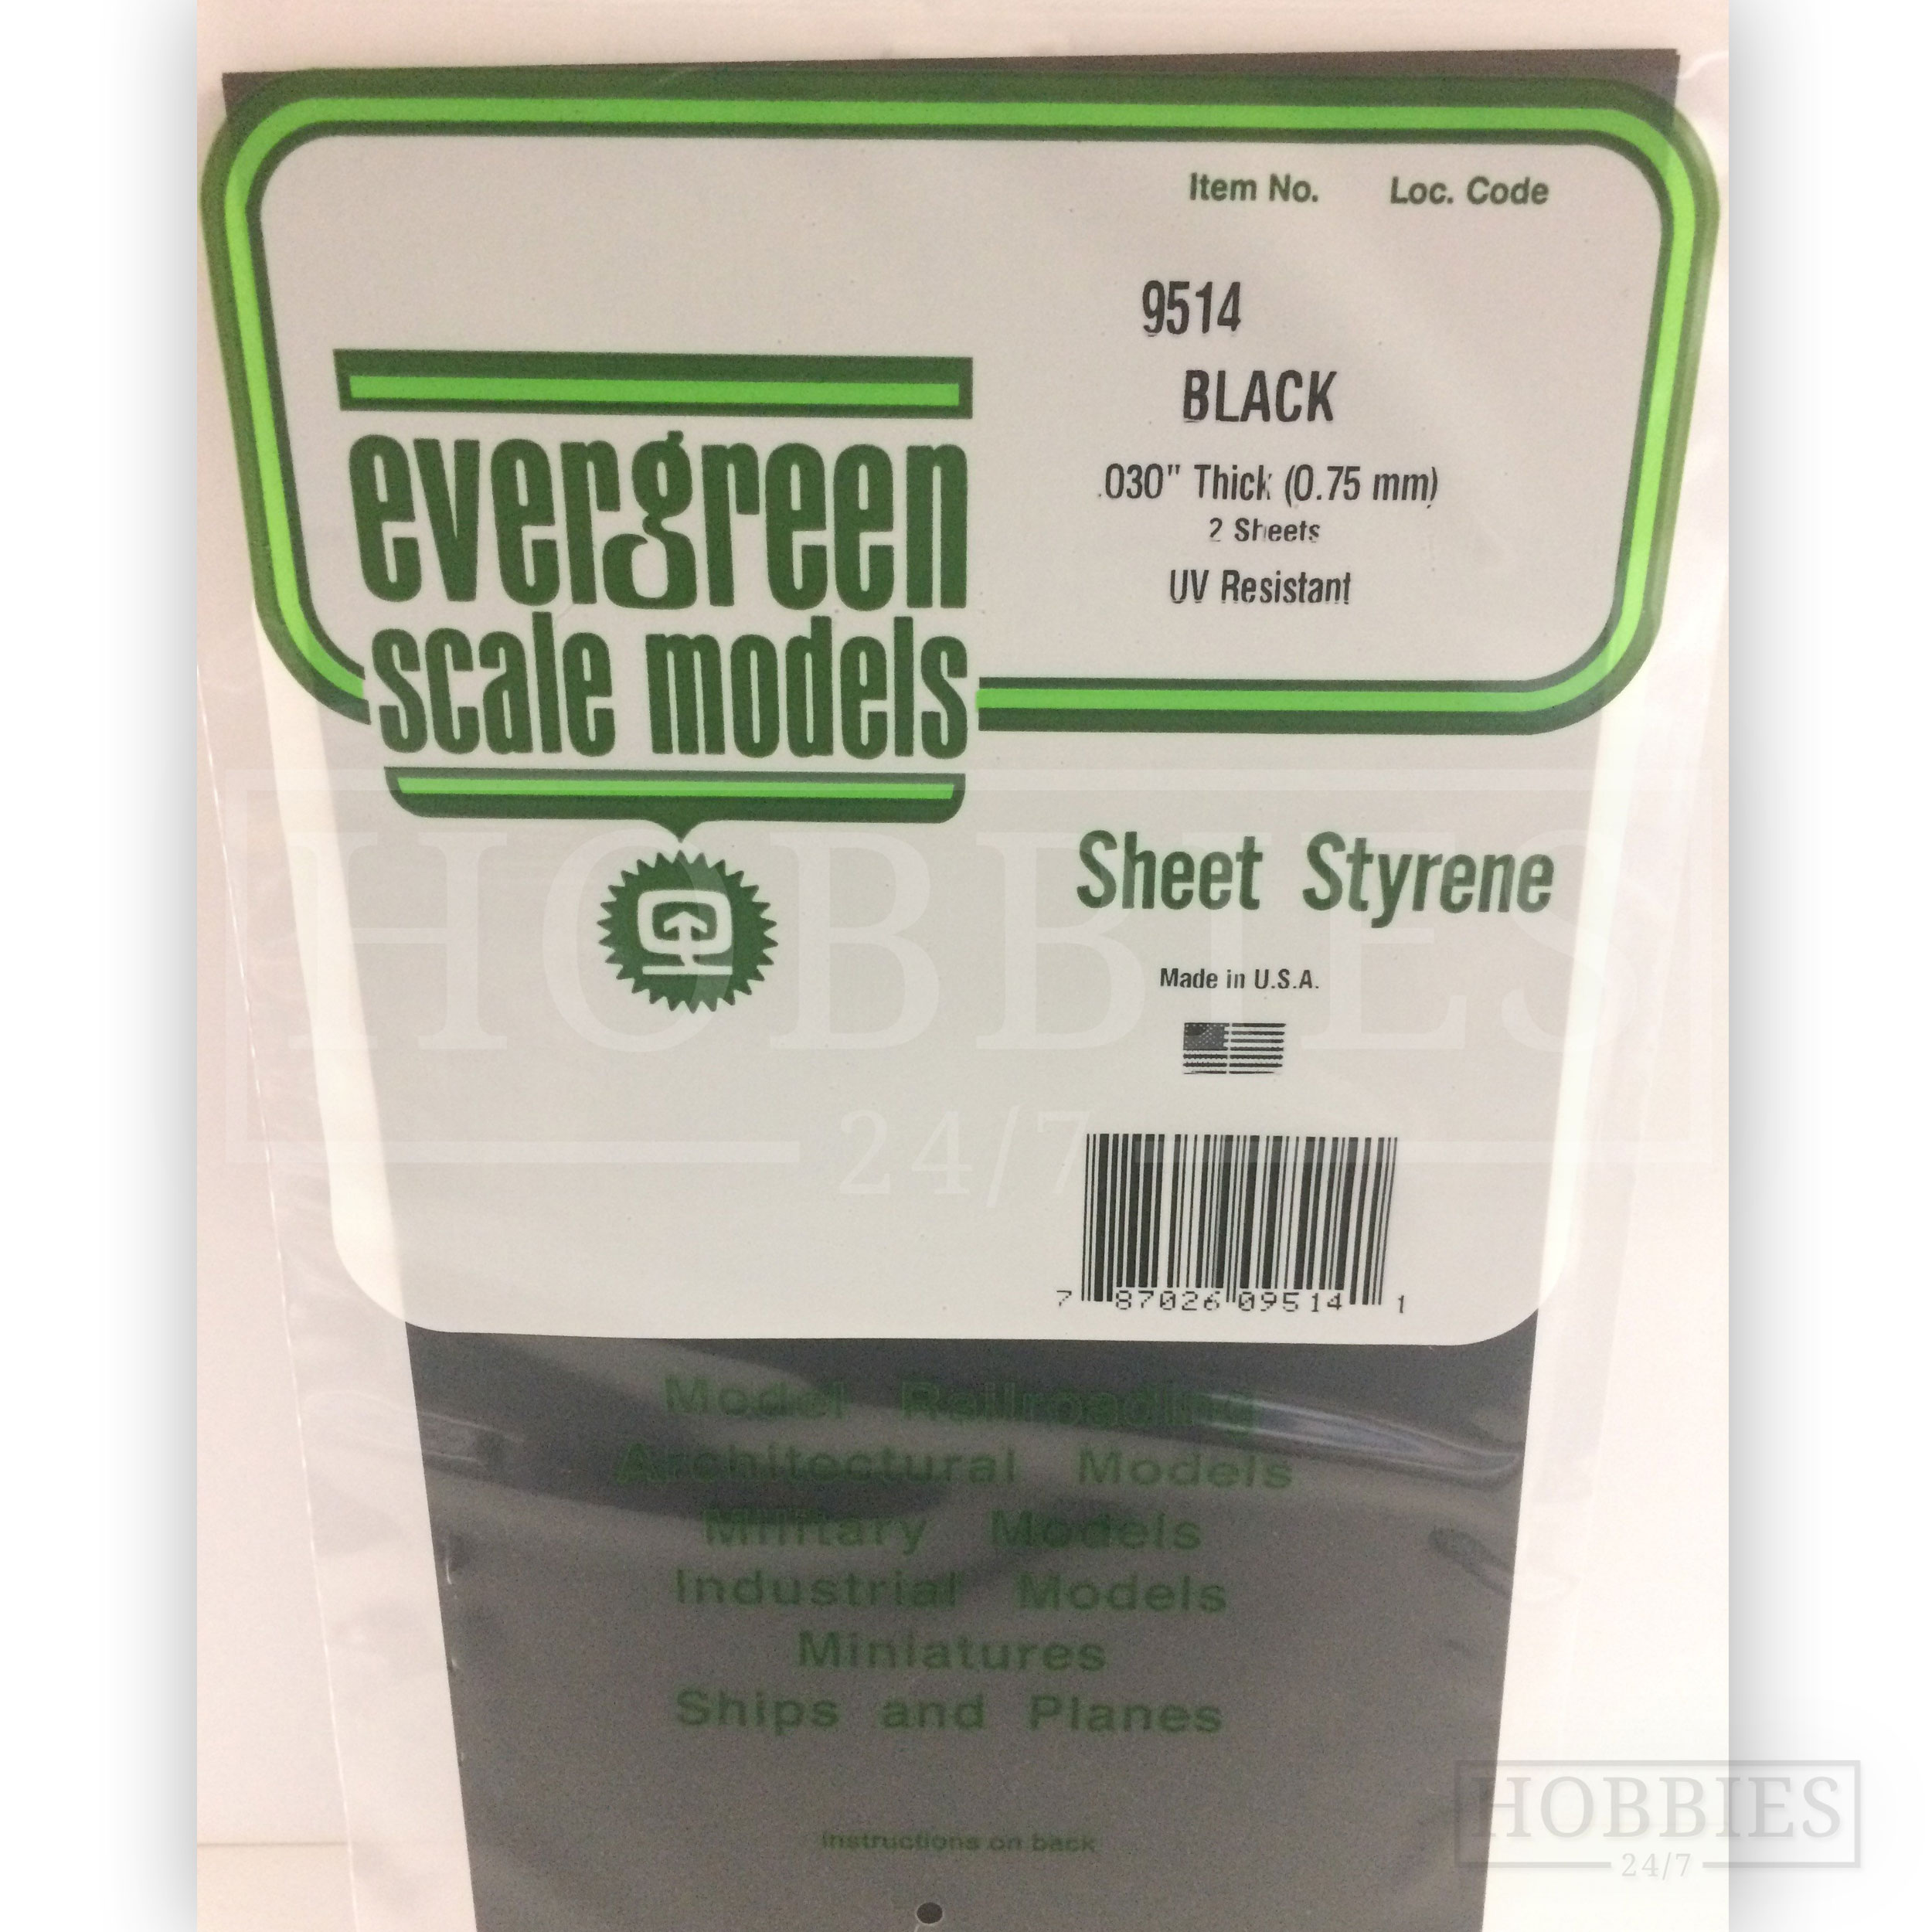 Item No. Loc. Code
9514
BLACK
.030" Thick (0.75 mm)
2 Sheets
UV Resistant
evergreen
scale models
Sheet Styrene
Made in U.S.A.
HOBBIES
24/7
7 87026 09514 1
Model Railroading
Architectural Models
Military Models
Industrial Models
Miniatures
Ships and Planes
instructions on back
HOBBIES
24/7